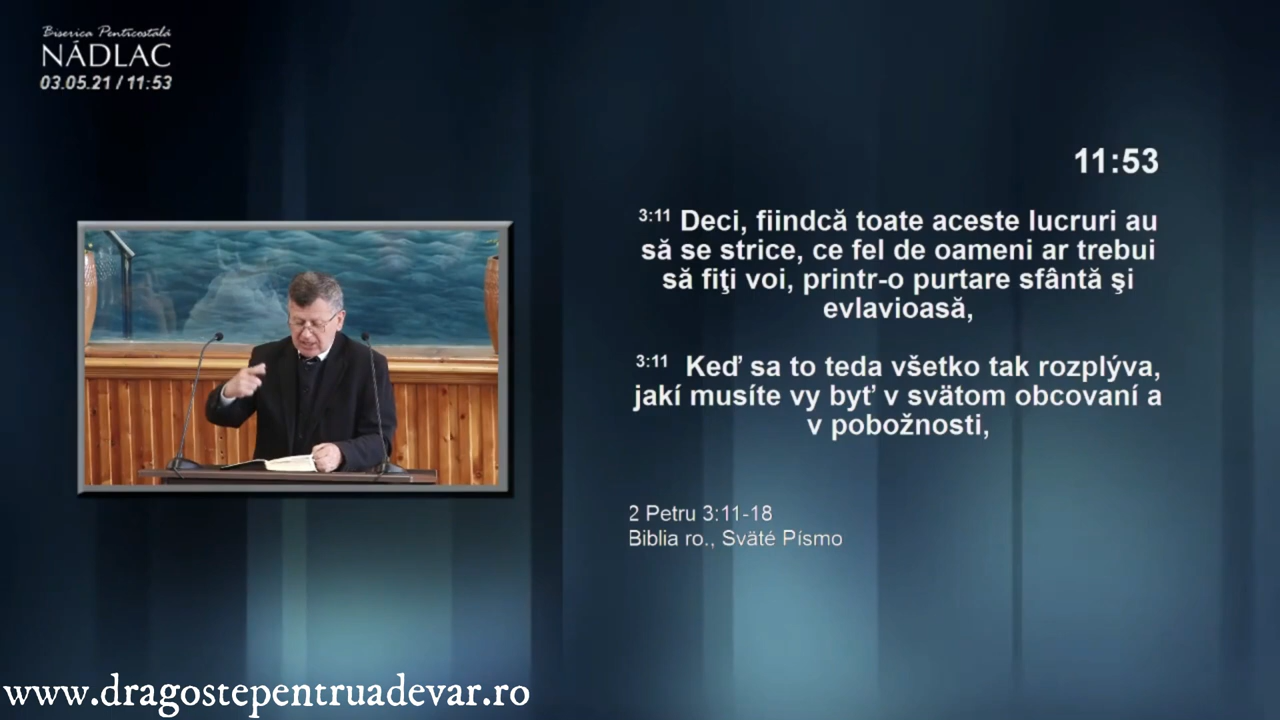 Biserica Penticostală
NĂDLAC
03.05.21 / 11:53
11:53
3:11 Deci, fiindcă toate aceste lucruri au
să se strice, ce fel de oameni ar trebui
să fiţi voi, printr-o purtare sfântă şi
evlavioasă,
3:11 Keď sa to teda všetko tak rozplýva,
jakí musíte vy byť v svätom obcovaní a
v pobožnosti,
2 Petru 3:11-18
Biblia ro., Sväté Písmo
www.dragostepentruadevar.ro